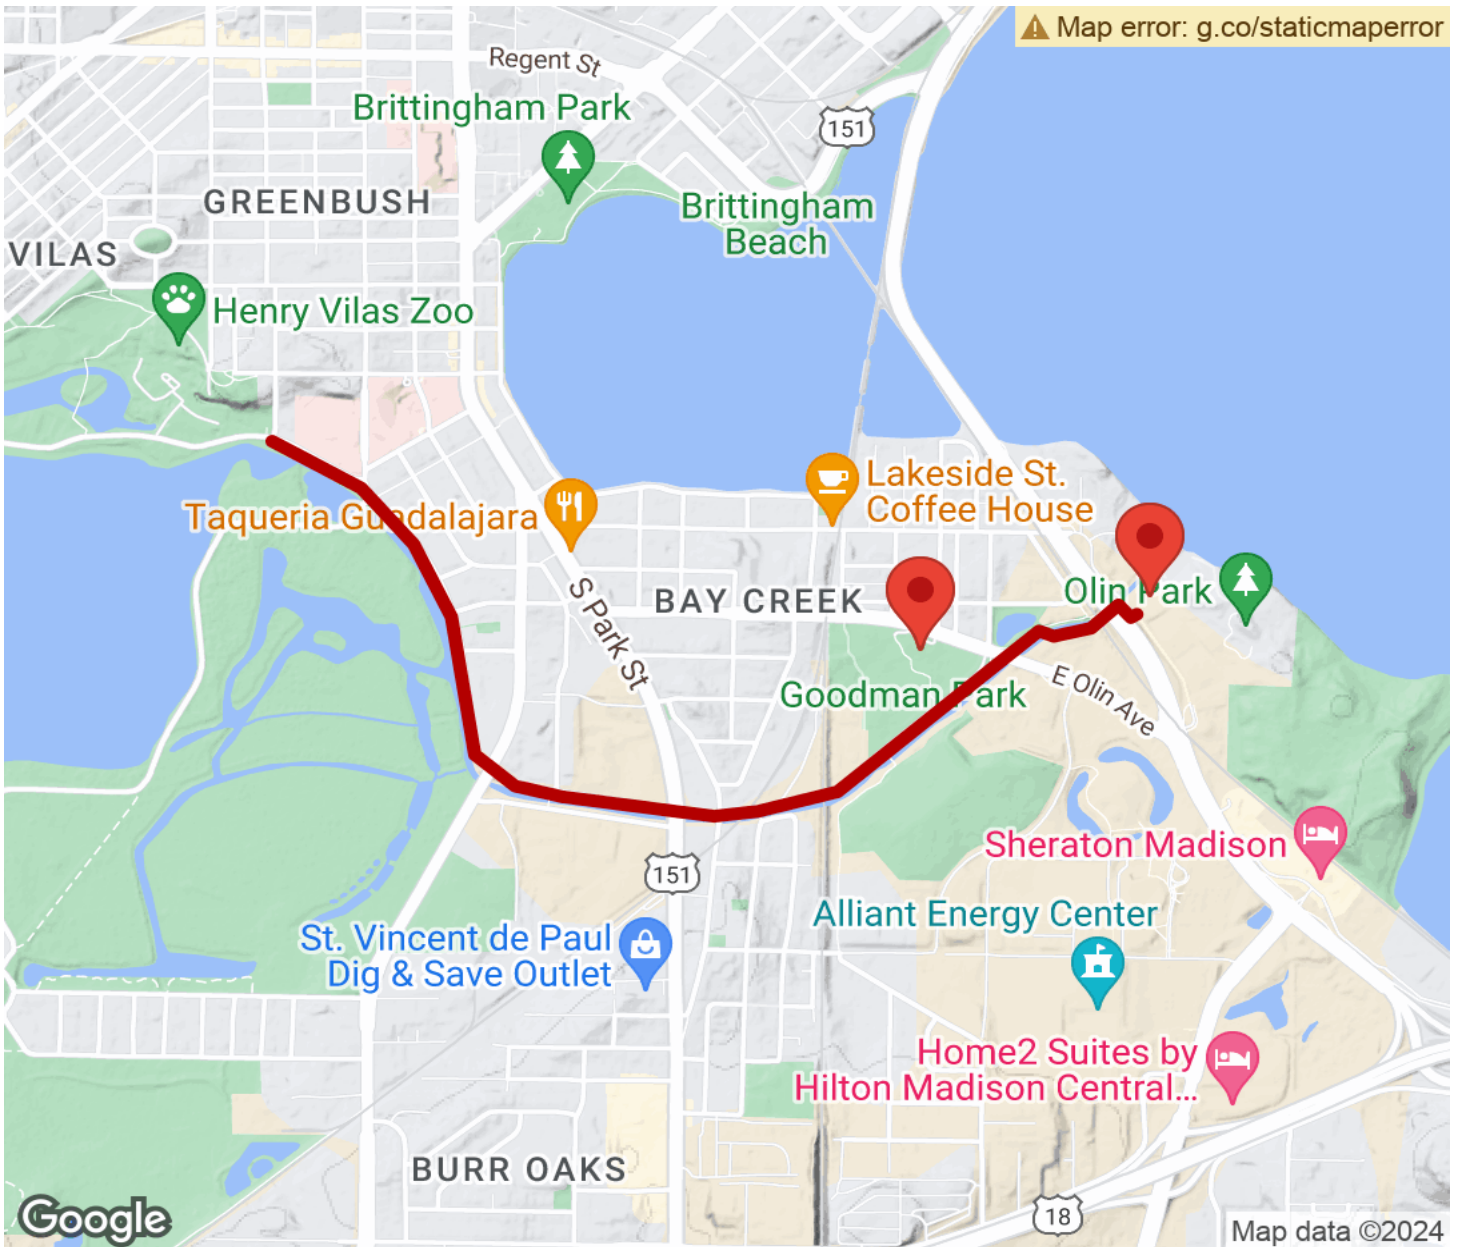 Map error: g.co/staticmaperror
Regent St
Brittingham Park
151
GREENBUSH
Brittingham
Beach
VILAS
Henry Vilas Zoo
Lakeside St.
Coffee House
Taqueria Guadalajara
Olin Park
S Park St
BAY CREEK
E Olin Ave
Goodman Park
Sheraton Madison
151
Alliant Energy Center
St. Vincent de Paul
Dig & Save Outlet
Home2 Suites by
Hilton Madison Central...
BURR OAKS
18
Google
Map data ©2024